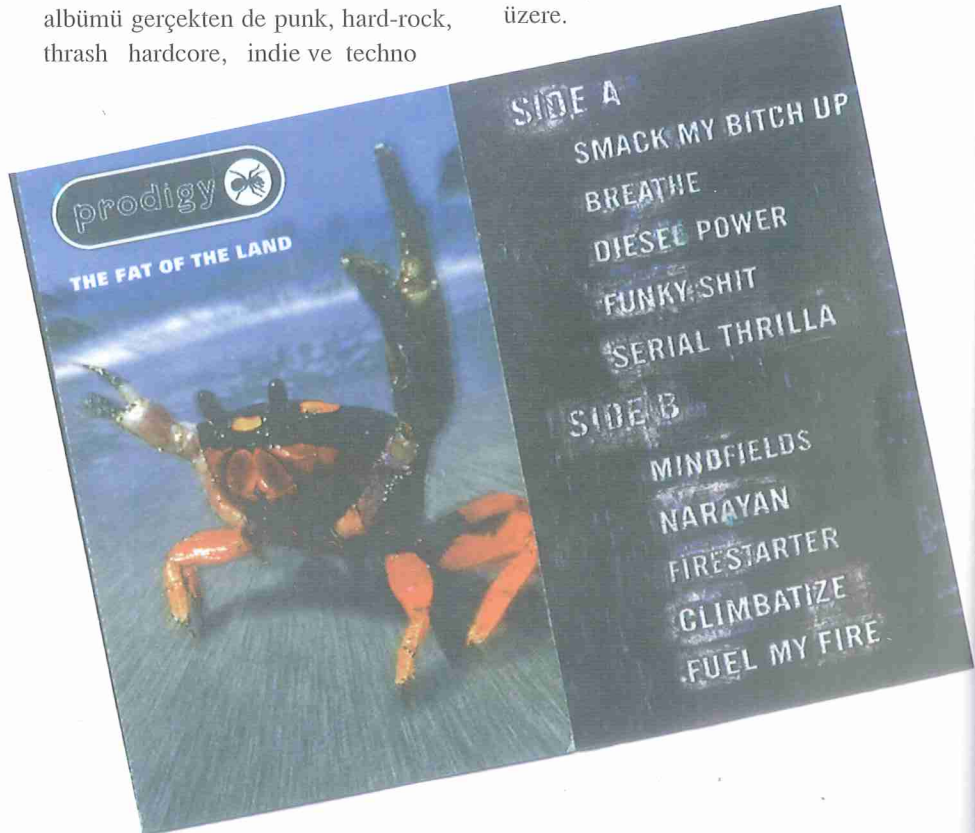 albümü gerçekten de punk, hard-rock,
thrash hardcore, indie ve techno
üzere.
prodigy
THE FAT OF THE LAND
SIDE A
SMACK MY BITCH UP
BREATHE
DIESEL POWER
FUNKY SHIT
SERIAL THRILLA
SIDE B
MINDFIELDS
NARAYAN
FIRESTARTER
CLIMBATIZE
FUEL MY FIRE